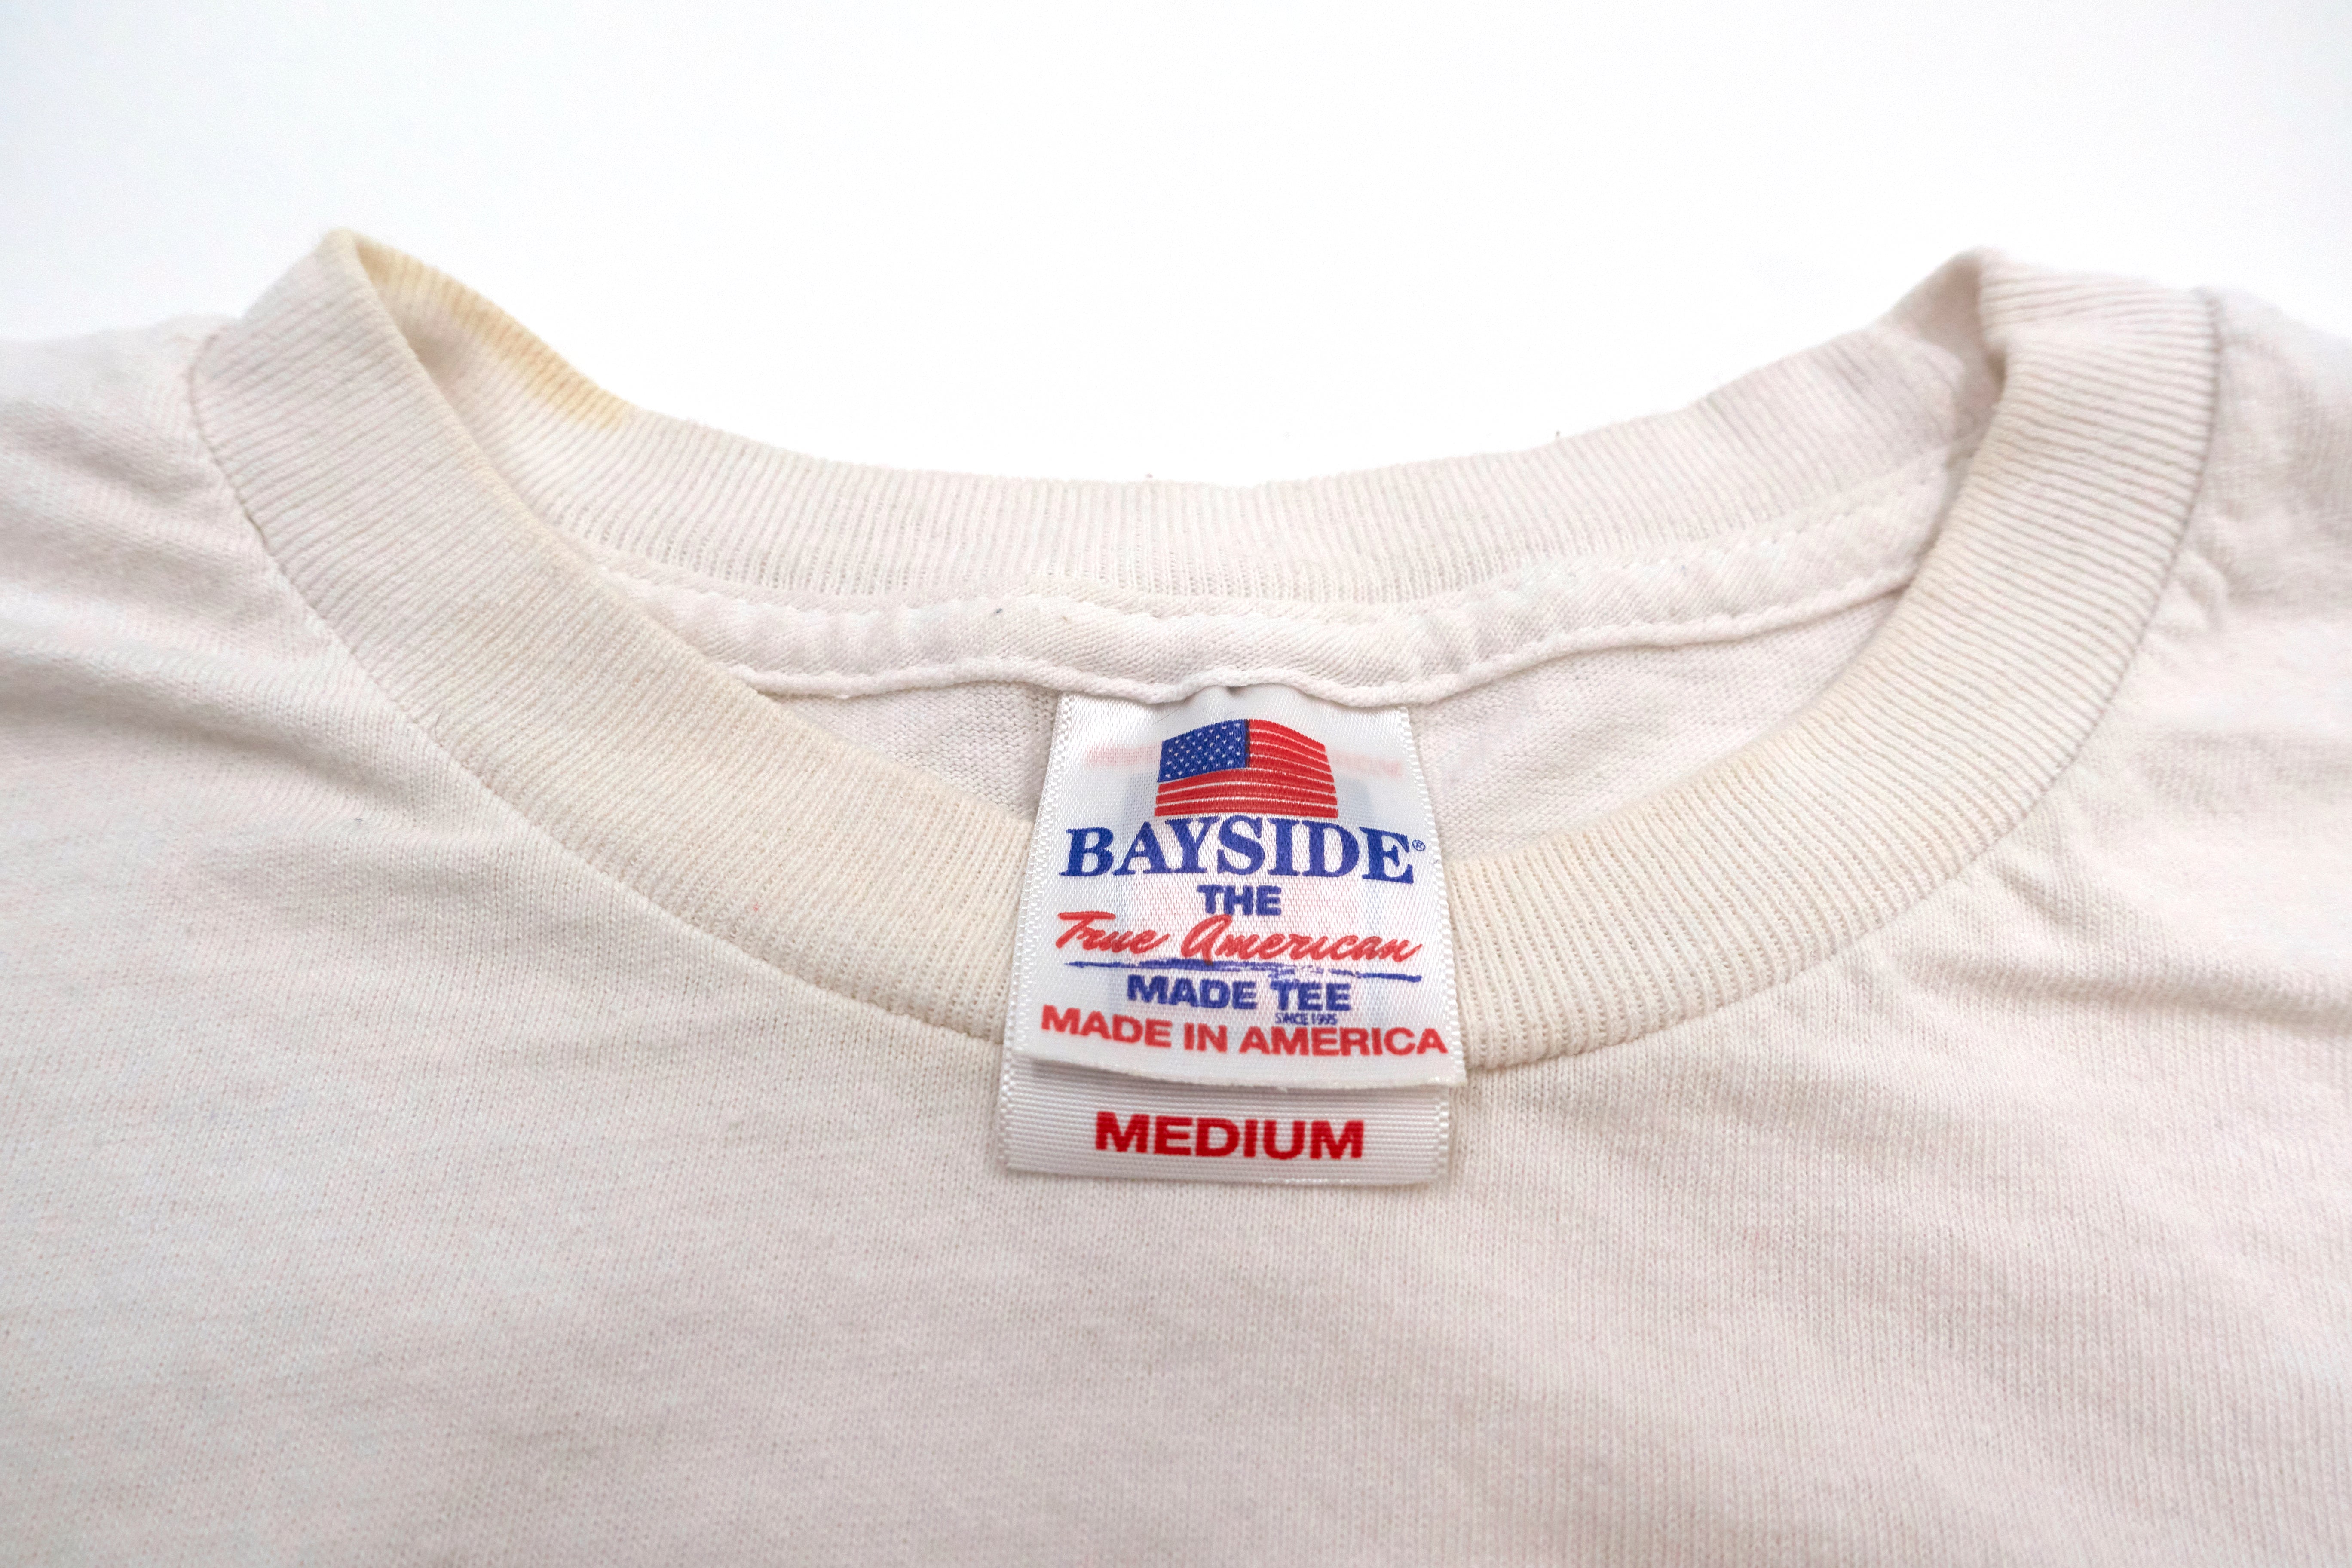 BAYSIDE®
THE
True American
MADE TEE
SINCE 1995
MADE IN AMERICA
MEDIUM